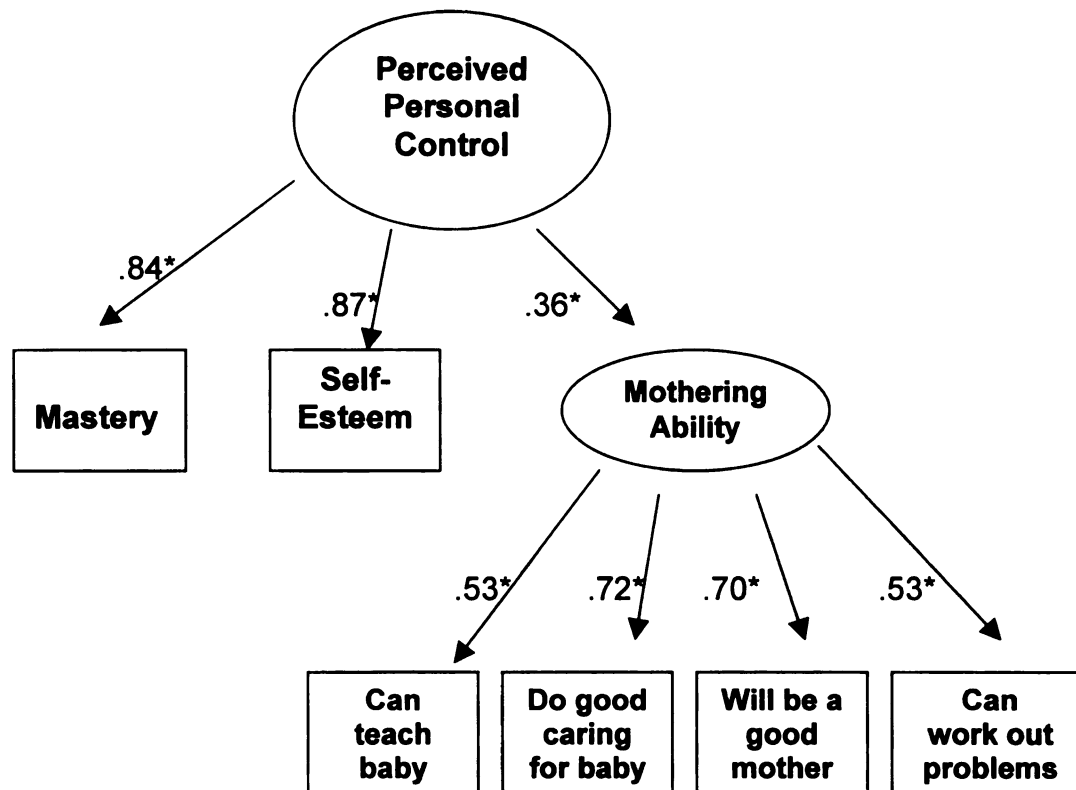 Perceived
Personal
Control
.84*
.87*
.36*
Mastery
Self-
Esteem
Mothering
Ability
.53*
.72*
.70*
.53*
Can
teach
baby
Do good
caring
for baby
Will be a
good
mother
Can
work out
problems